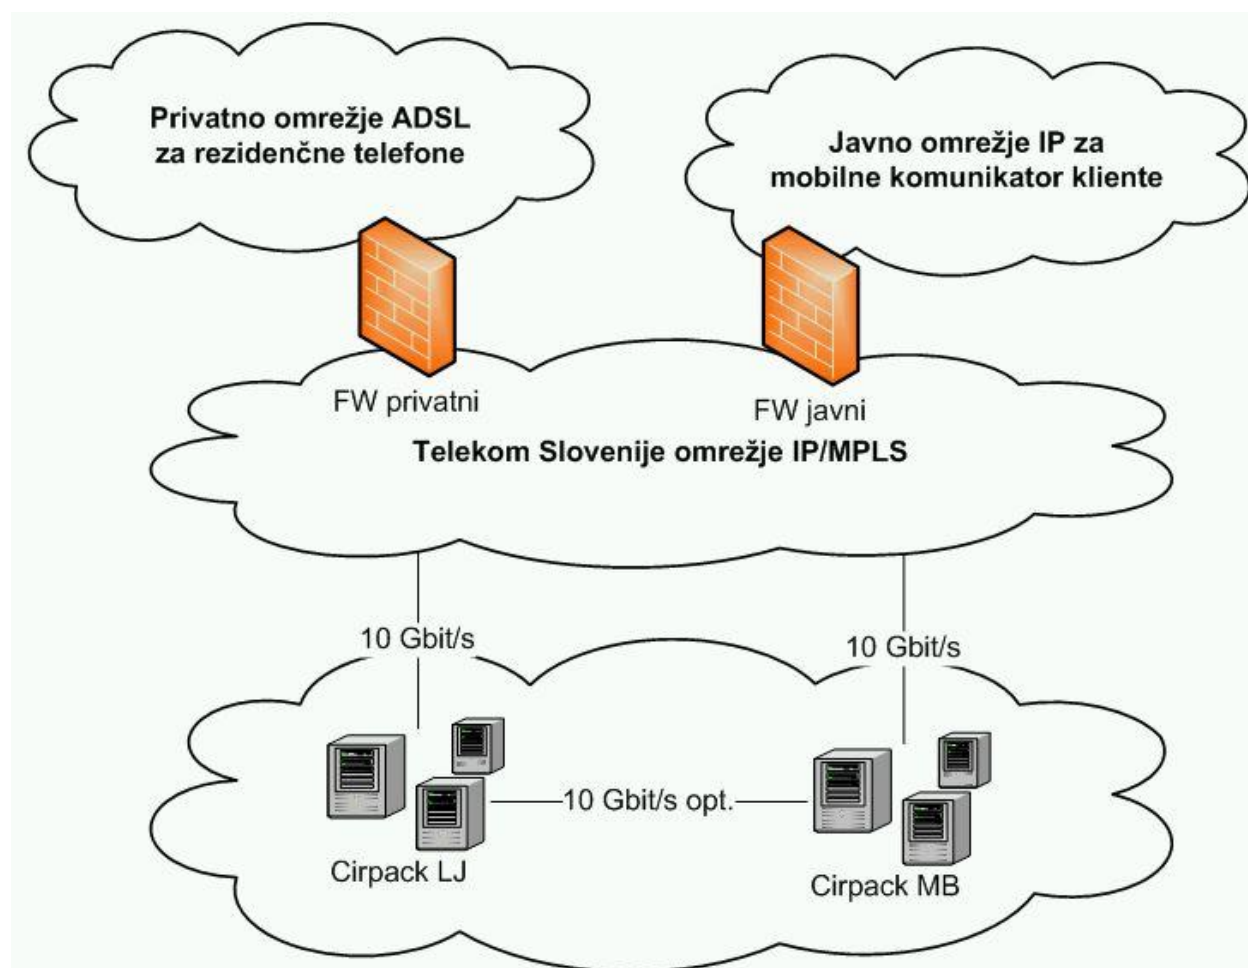 Privatno omrežje ADSL
za rezidenčne telefone
Javno omrežje IP za
mobilne komunikator kliente
FW privatni
FW javni
Telekom Slovenije omrežje IP/MPLS
10 Gbit/s
10 Gbit/s
10 Gbit/s opt.
Cirpack LJ
Cirpack MB